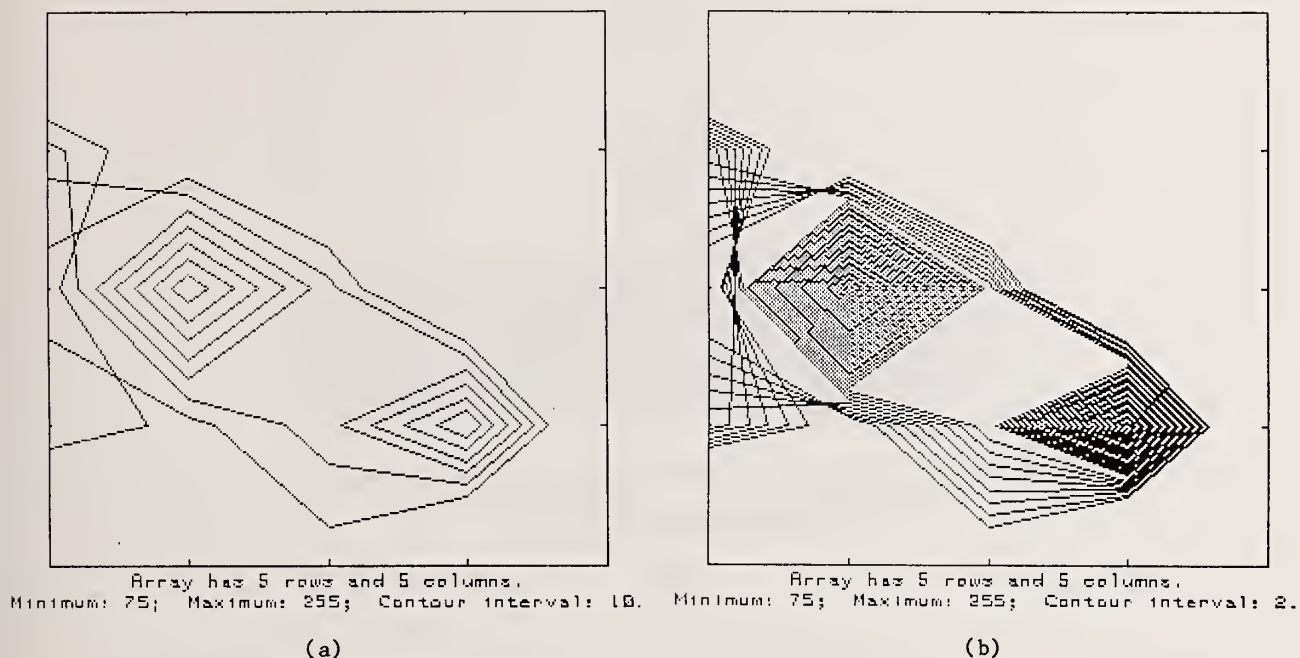 Array has 5 rows and 5 columns.
Minimum: 75; Maximum: 255; Contour interval: 10.
(a)
Array has 5 rows and 5 columns.
Minimum: 75; Maximum: 255; Contour interval: 2.
(b)